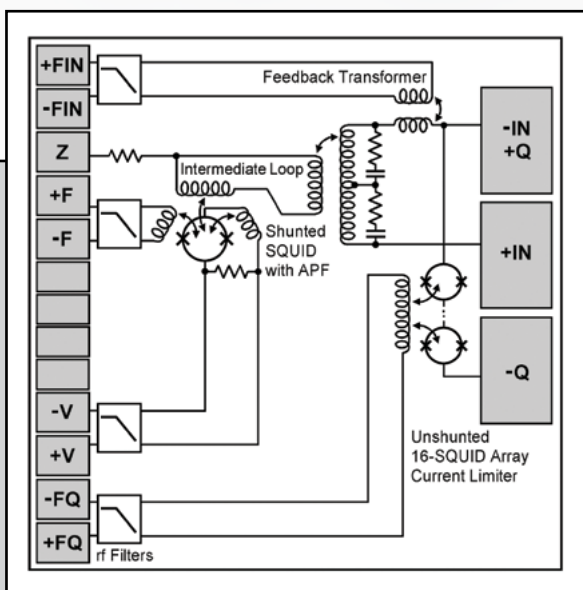 +FIN
-FIN
Z
+F
-F
-V
+V
-FQ
+FQ
rf Filters
Feedback Transformer
Intermediate Loop
Shunted
SQUID
with APF
-IN
+Q
+IN
-Q
Unshunted
16-SQUID Array
Current Limiter